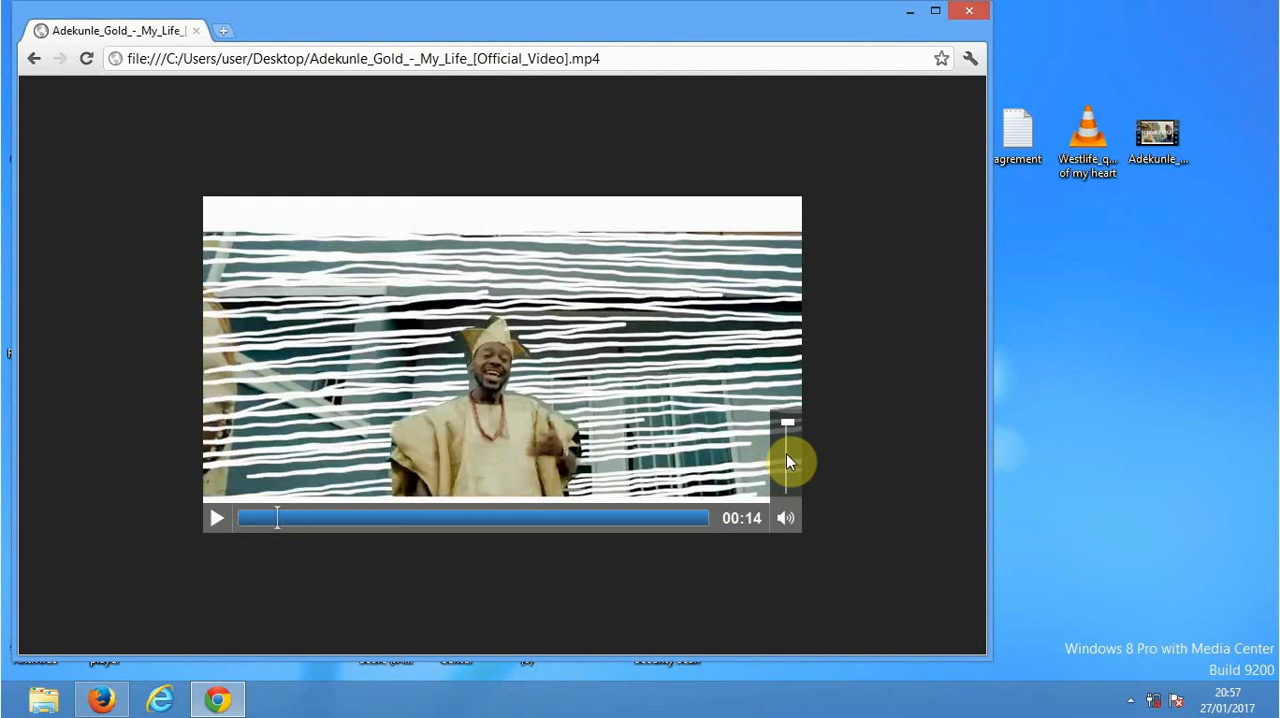 Adekunle_Gold_-_My_Life_[
file:///C:/Users/user/Desktop/Adekunle_Gold_-_My_Life_[Official_Video].mp4
agrement
Westlife_q...
of my heart
Adekunle_...
00:14
Windows 8 Pro with Media Center
Build 9200
20:57
27/01/2017